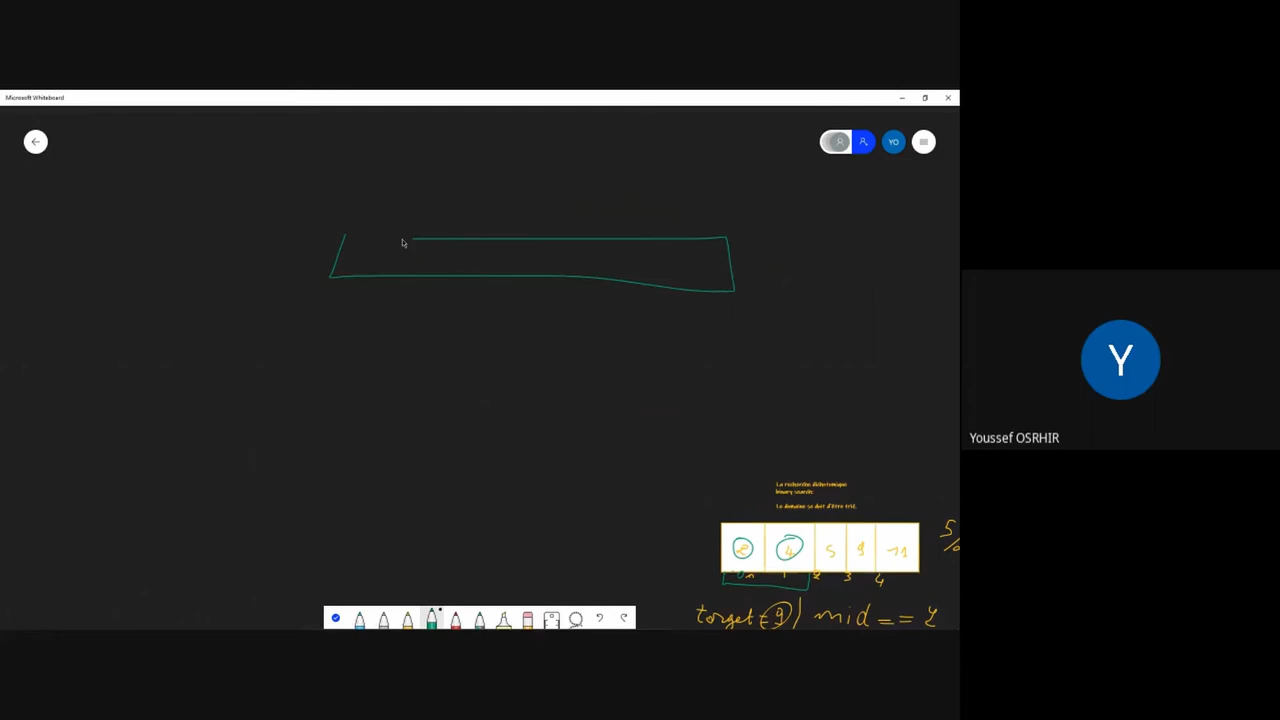 Microsoft Whiteboard
YO
Y
Youssef OSRHIR
La recherche dichotomique
binary search:
Le domaine se doit d'être trié.
2 4 5 9 11
1 2 3 4
target = 9 | mid == 2